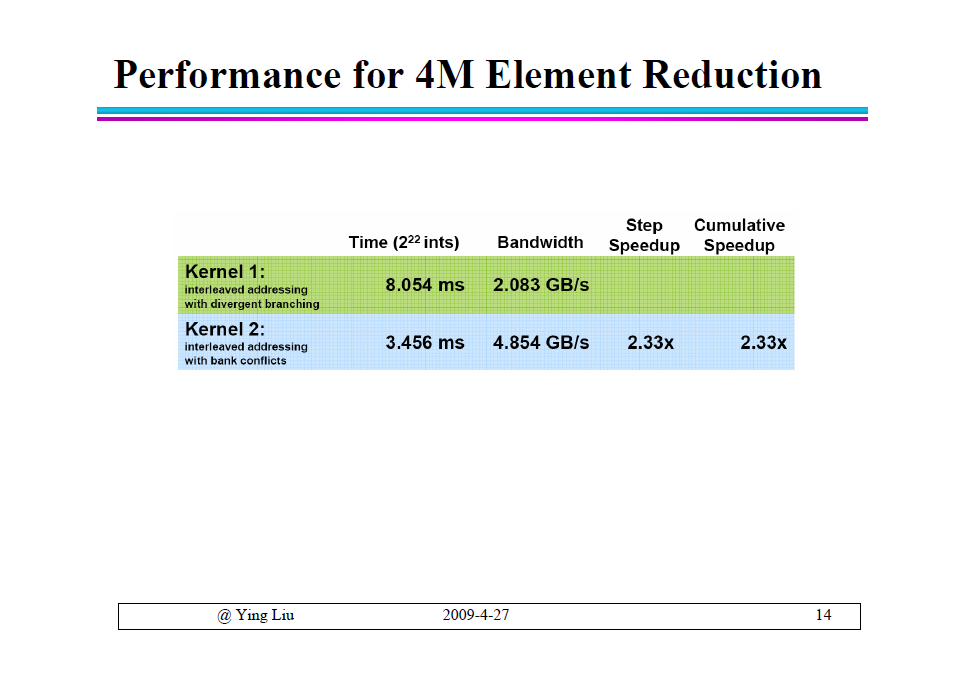 Performance for 4M Element Reduction
Time (2²² ints) Bandwidth Step Speedup Cumulative Speedup
Kernel 1:
interleaved addressing
with divergent branching
8.054 ms 2.083 GB/s
Kernel 2:
interleaved addressing
with bank conflicts
3.456 ms 4.854 GB/s 2.33x 2.33x
@ Ying Liu 2009-4-27 14